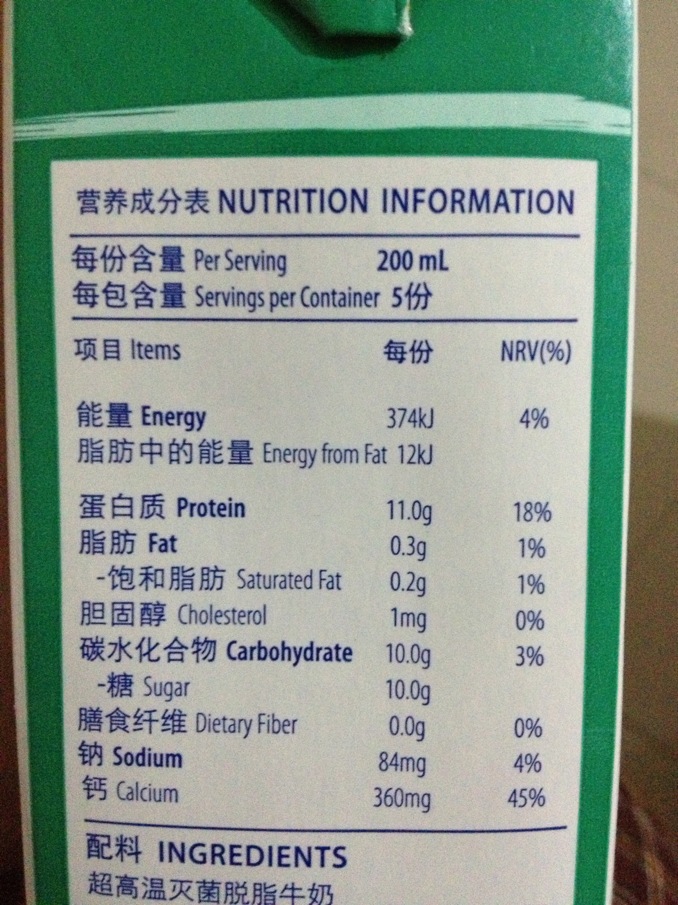 营养成分表 NUTRITION INFORMATION
每份含量 Per Serving 200 mL
每包含量 Servings per Container 5份
项目 Items 每份 NRV(%)
能量 Energy 374kJ 4%
脂肪中的能量 Energy from Fat 12kJ
蛋白质 Protein 11.0g 18%
脂肪 Fat 0.3g 1%
-饱和脂肪 Saturated Fat 0.2g 1%
胆固醇 Cholesterol 1mg 0%
碳水化合物 Carbohydrate 10.0g 3%
-糖 Sugar 10.0g
膳食纤维 Dietary Fiber 0.0g 0%
钠 Sodium 84mg 4%
钙 Calcium 360mg 45%
配料 INGREDIENTS
超高温灭菌脱脂牛奶